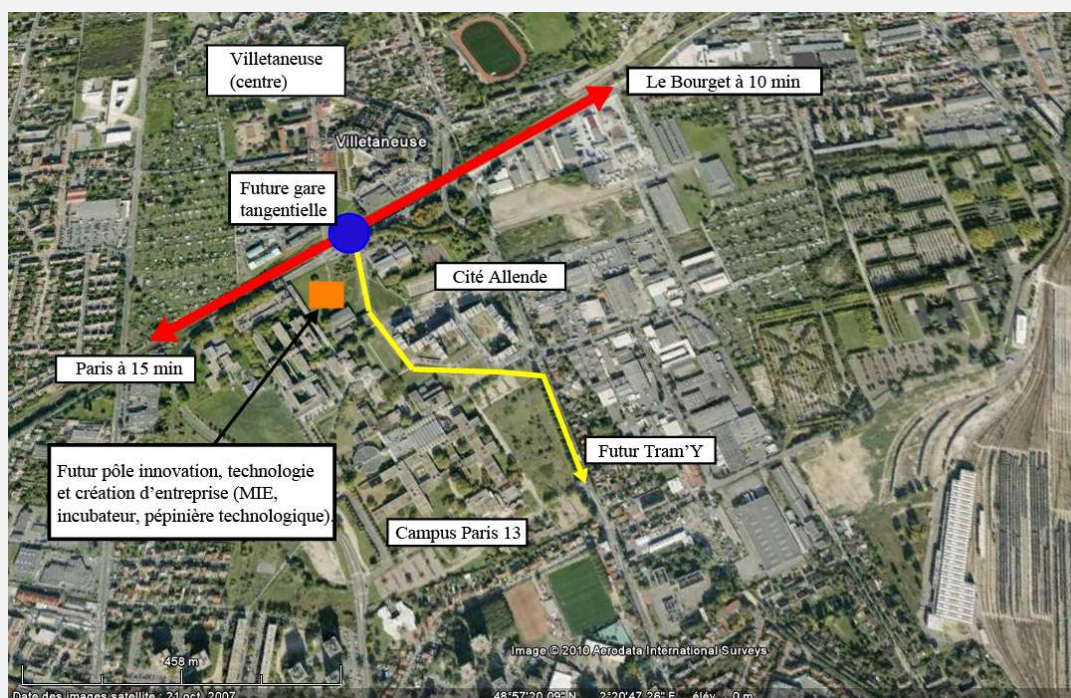 Villetaneuse
(centre)
Le Bourget à 10 min
Villetaneuse
Future gare
tangentielle
Cité Allende
Paris à 15 min
Futur Tram'Y
Futur pôle innovation, technologie
et création d'entreprise (MIE,
incubateur, pépinière technologique).
Campus Paris 13
Image © 2010 Aerodata International Surveys
458 m
Date des images satellite : 21 oct. 2007
48°57'20.09" N 2°20'47.26" E élév. 0 m